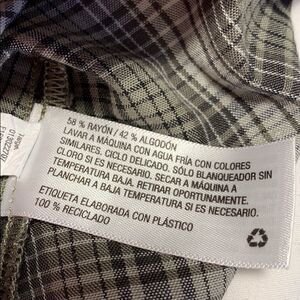 58 % RAYÓN / 42 % ALGODÓN
LAVAR A MÁQUINA CON AGUA FRÍA CON COLORES
SIMILARES, CICLO DELICADO. SÓLO BLANQUEADOR SIN
CLORO SI ES NECESARIO. SECAR A MÁQUINA A
TEMPERATURA BAJA. RETIRAR OPORTUNAMENTE.
PLANCHAR A BAJA TEMPERATURA SI ES NECESARIO.
ETIQUETA ELABORADA CON PLÁSTICO
100 % RECICLADO